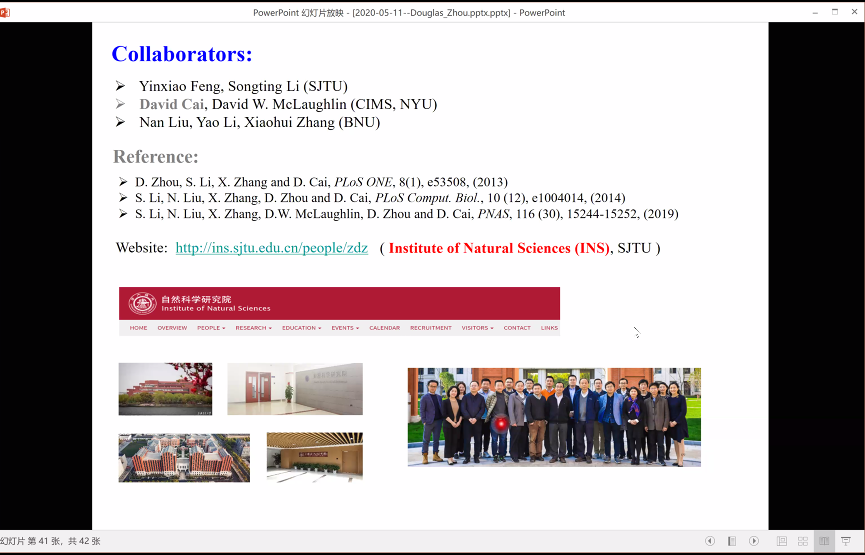 PowerPoint 幻灯片放映 - [2020-05-11--Douglas_Zhou.pptx.pptx] - PowerPoint
Collaborators:
Yinxiao Feng, Songting Li (SJTU)
David Cai, David W. McLaughlin (CIMS, NYU)
Nan Liu, Yao Li, Xiaohui Zhang (BNU)
Reference:
D. Zhou, S. Li, X. Zhang and D. Cai, PLoS ONE, 8(1), e53508, (2013)
S. Li, N. Liu, X. Zhang, D. Zhou and D. Cai, PLoS Comput. Biol., 10 (12), e1004014, (2014)
S. Li, N. Liu, X. Zhang, D.W. McLaughlin, D. Zhou and D. Cai, PNAS, 116 (30), 15244-15252, (2019)
Website: http://ins.sjtu.edu.cn/people/zdz ( Institute of Natural Sciences (INS), SJTU )
自然科学研究院
Institute of Natural Sciences
HOME OVERVIEW PEOPLE RESEARCH EDUCATION EVENTS CALENDAR RECRUITMENT VISITORS CONTACT LINKS
幻灯片 第 41 张，共 42 张